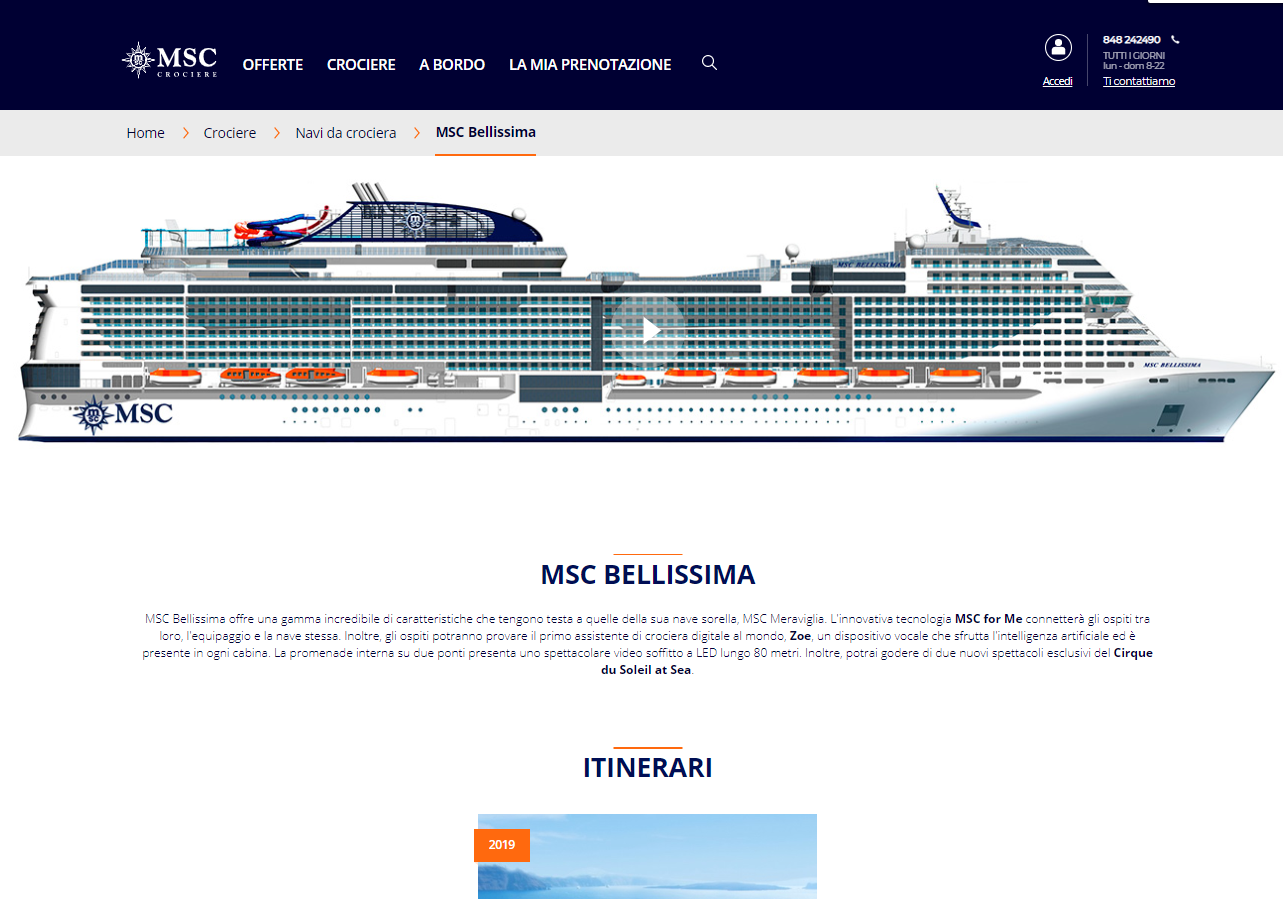 MSC
CROCIERE
OFFERTE
CROCIERE
A BORDO
LA MIA PRENOTAZIONE
848 242490
TUTTI I GIORNI
lun - dom 8-22
Accedi
Ti contattiamo
Home
Crociere
Navi da crociera
MSC Bellissima
MSC BELLISSIMA
MSC BELLISSIMA
MSC
MSC BELLISSIMA
MSC Bellissima offre una gamma incredibile di caratteristiche che tengono testa a quelle della sua nave sorella, MSC Meraviglia. L'innovativa tecnologia MSC for Me connetterà gli ospiti tra
loro, l'equipaggio e la nave stessa. Inoltre, gli ospiti potranno provare il primo assistente di crociera digitale al mondo, Zoe, un dispositivo vocale che sfrutta l'intelligenza artificiale ed è
presente in ogni cabina. La promenade interna su due ponti presenta uno spettacolare video soffitto a LED lungo 80 metri. Inoltre, potrai godere di due nuovi spettacoli esclusivi del Cirque
du Soleil at Sea.
ITINERARI
2019